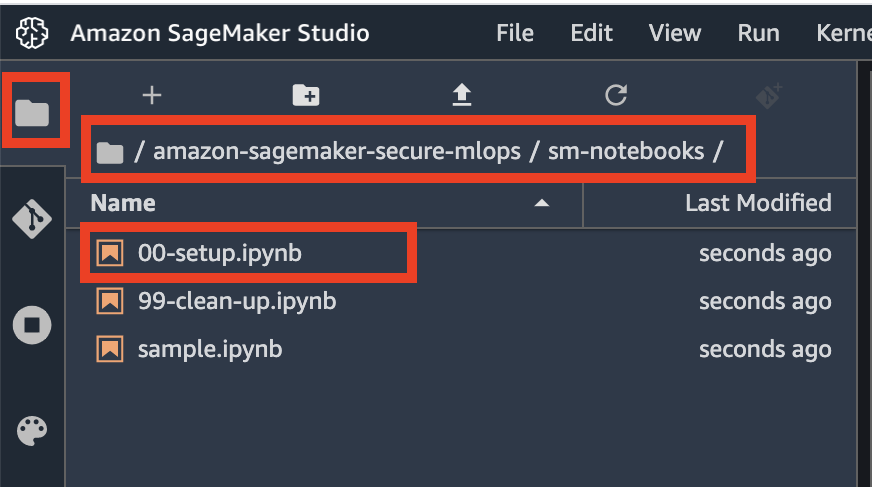 Amazon SageMaker Studio File Edit View Run Kerne
/ amazon-sagemaker-secure-mlops / sm-notebooks /
Name Last Modified
00-setup.ipynb seconds ago
99-clean-up.ipynb seconds ago
sample.ipynb seconds ago